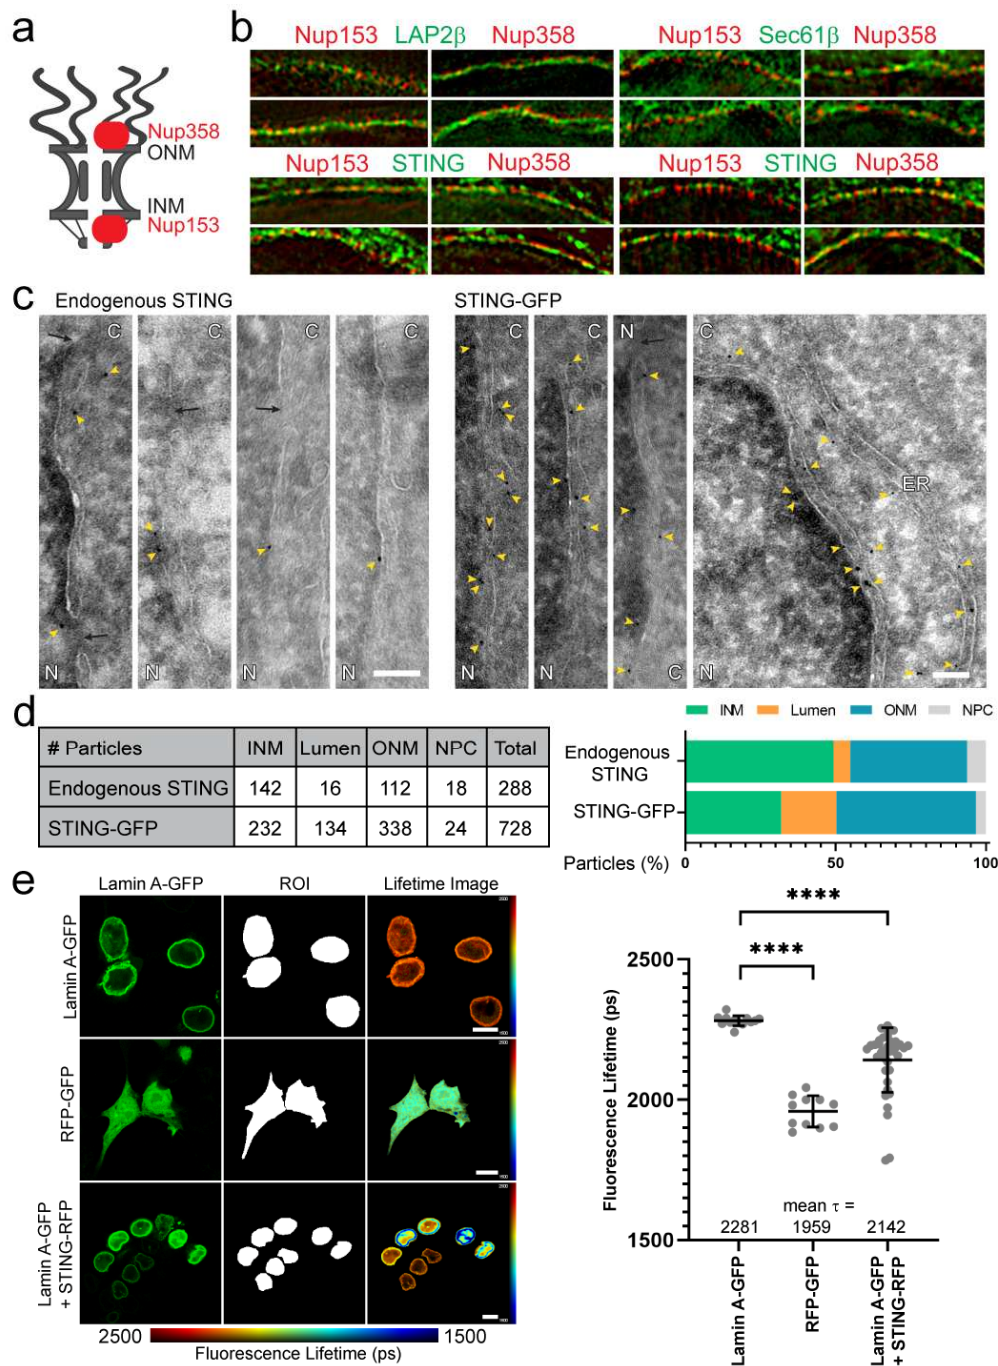 a
Nup358
ONM
INM
Nup153
b
Nup153 LAP2β Nup358
Nup153 Sec61β Nup358
Nup153 STING Nup358
Nup153 STING Nup358
c
Endogenous STING
STING-GFP
C C C C
C C N C
ER
N N N N
N N C N
d
# Particles INM Lumen ONM NPC Total
Endogenous STING 142 16 112 18 288
STING-GFP 232 134 338 24 728
INM Lumen ONM NPC
Endogenous
STING
STING-GFP
0 50 100
Particles (%)
e
Lamin A-GFP ROI Lifetime Image
Lamin A-GFP
RFP-GFP
Lamin A-GFP
+ STING-RFP
2500 1500
Fluorescence Lifetime (ps)
****
****
2500
2000
1500
Fluorescence Lifetime (ps)
mean τ =
2281 1959 2142
Lamin A-GFP
RFP-GFP
Lamin A-GFP
+ STING-RFP